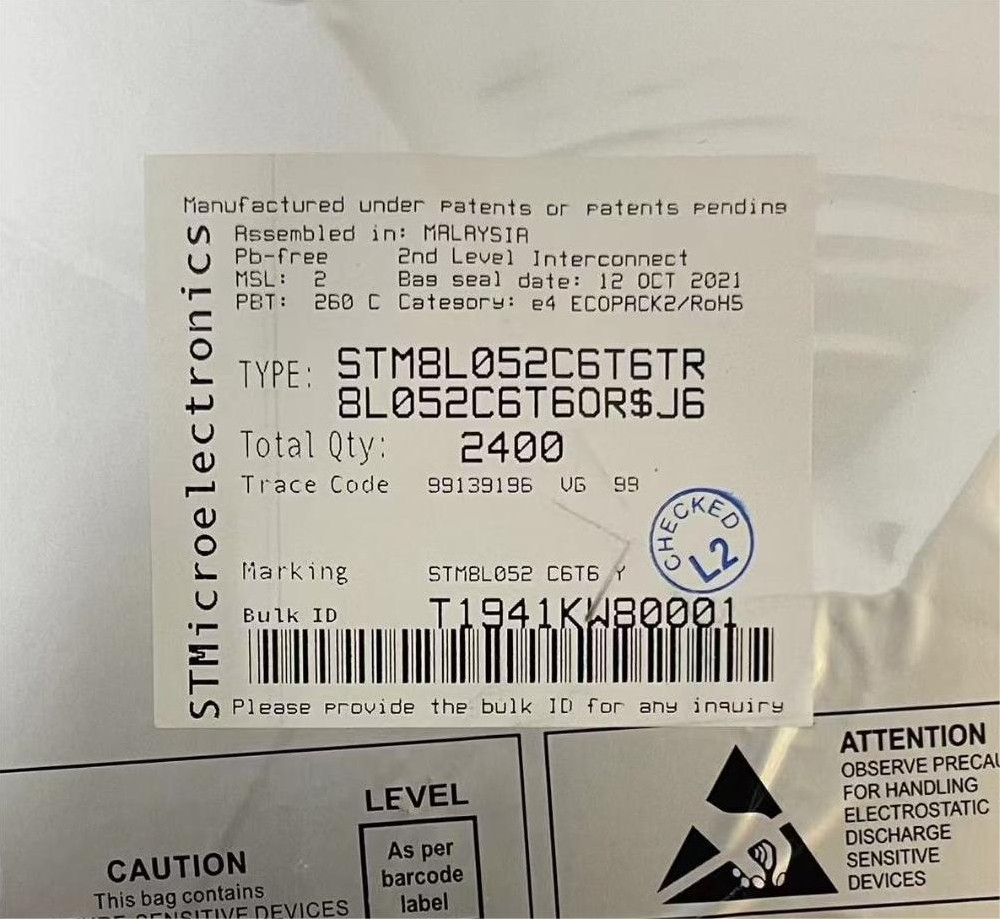 STMicroelectronics
Manufactured under patents or patents pending
Assembled in: MALAYSIA
Pb-free 2nd Level Interconnect
MSL: 2 Bag seal date: 12 OCT 2021
PBT: 260 C Category: e4 ECOPACK2/RoHS
TYPE: STM8L052C6T6TR
8L052C6T6OR$J6
Total Qty: 2400
Trace Code 99139196 VG 99
CHECKED
L2
Marking STM8L052 C6T6 Y
Bulk ID T1941KW80001
Please provide the bulk ID for any inquiry
LEVEL
As per
barcode
label
CAUTION
This bag contains
SENSITIVE DEVICES
ATTENTION
OBSERVE
FOR HANDLING
ELECTROSTATIC
DISCHARGE
SENSITIVE
DEVICES